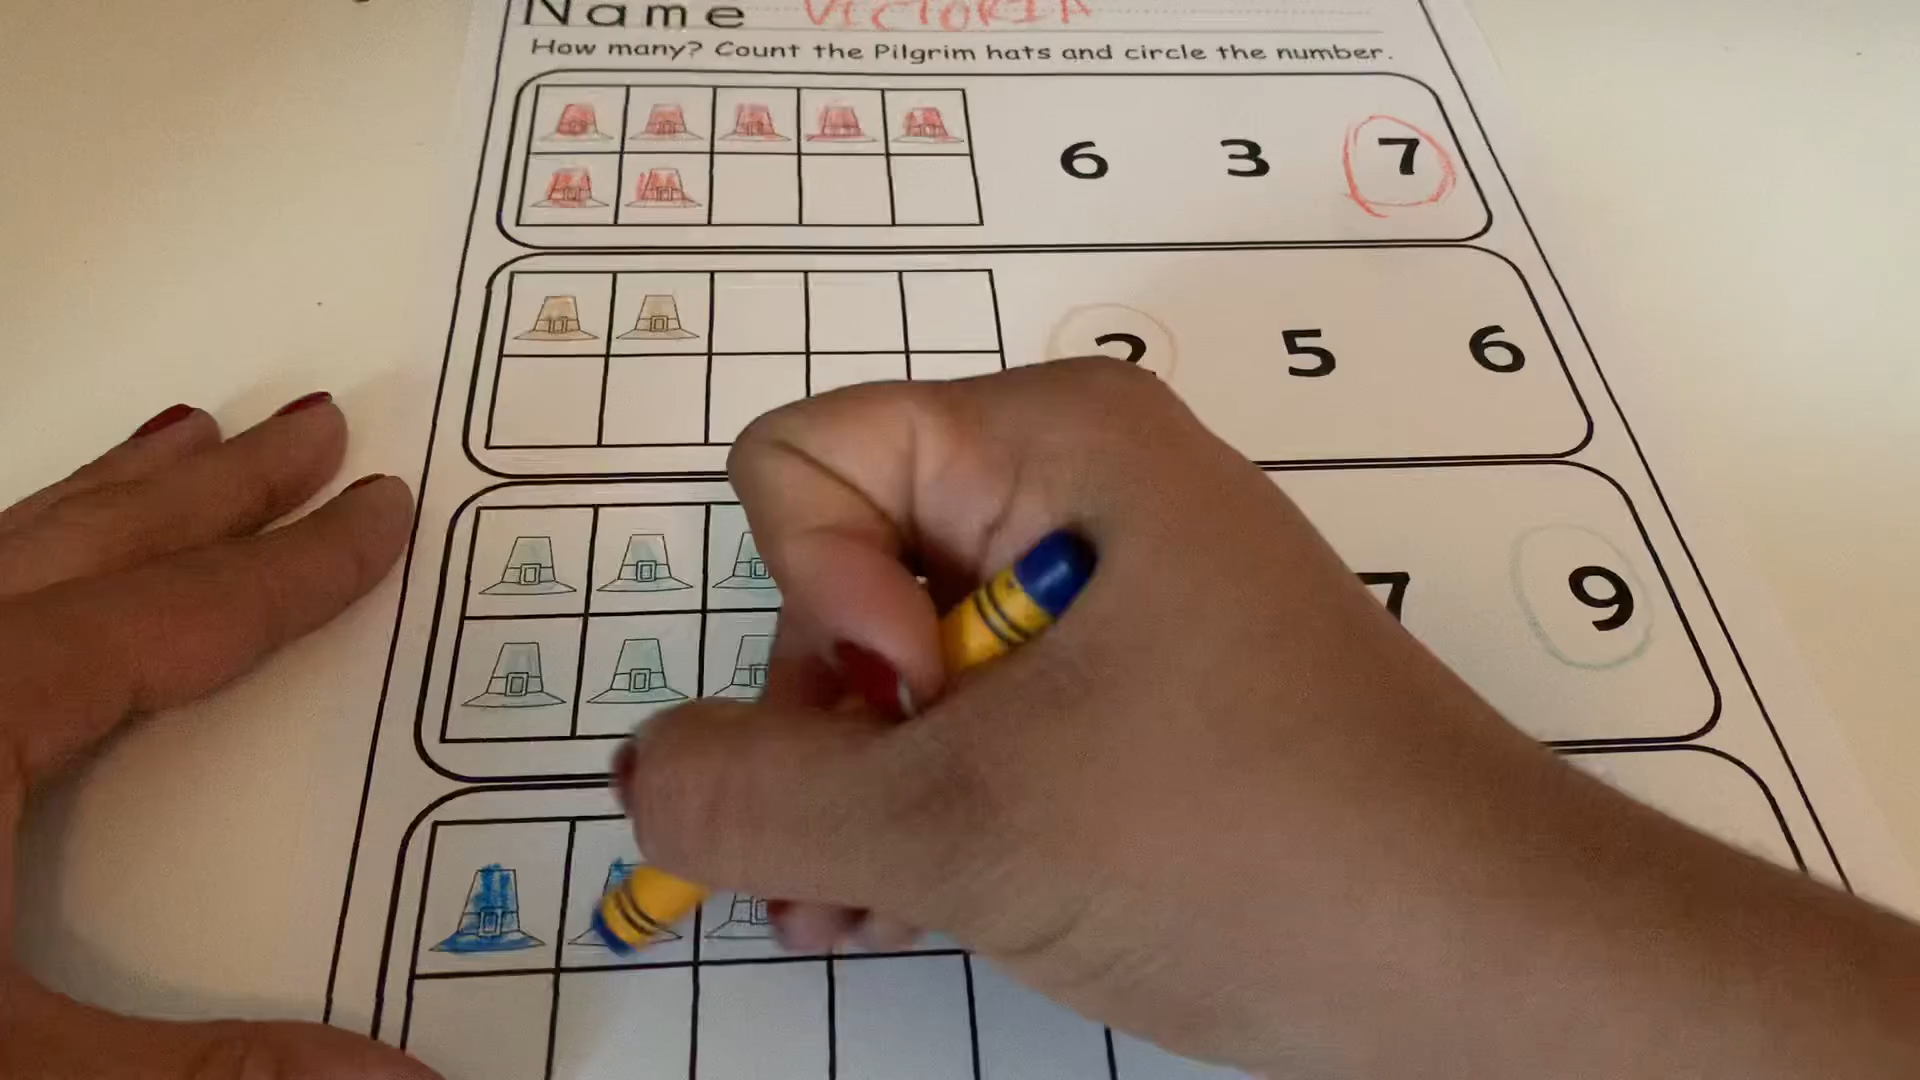 Name VICTORIA
How many? Count the Pilgrim hats and circle the number.
6 3 7
2 5 6
7 9